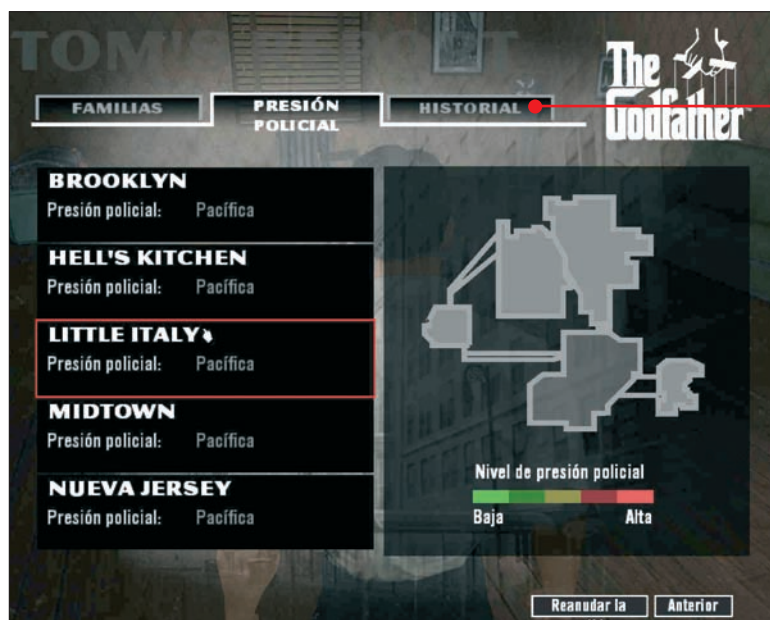 TOM'S REPORT
The
Godfather
FAMILIAS
PRESIÓN
POLICIAL
HISTORIAL
BROOKLYN
Presión policial: Pacífica
HELL'S KITCHEN
Presión policial: Pacífica
LITTLE ITALY
Presión policial: Pacífica
MIDTOWN
Presión policial: Pacífica
NUEVA JERSEY
Presión policial: Pacífica
Nivel de presión policial
Baja Alta
Reanudar la Anterior